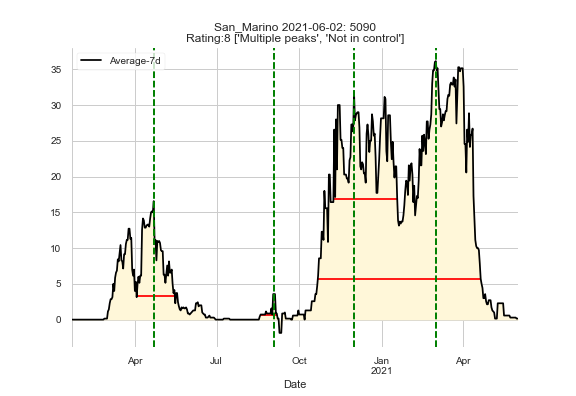 San_Marino 2021-06-02: 5090
Rating:8 ['Multiple peaks', 'Not in control']
Average-7d
35
30
25
20
15
10
5
0
Apr
Jul
Oct
Jan
2021
Apr
Date